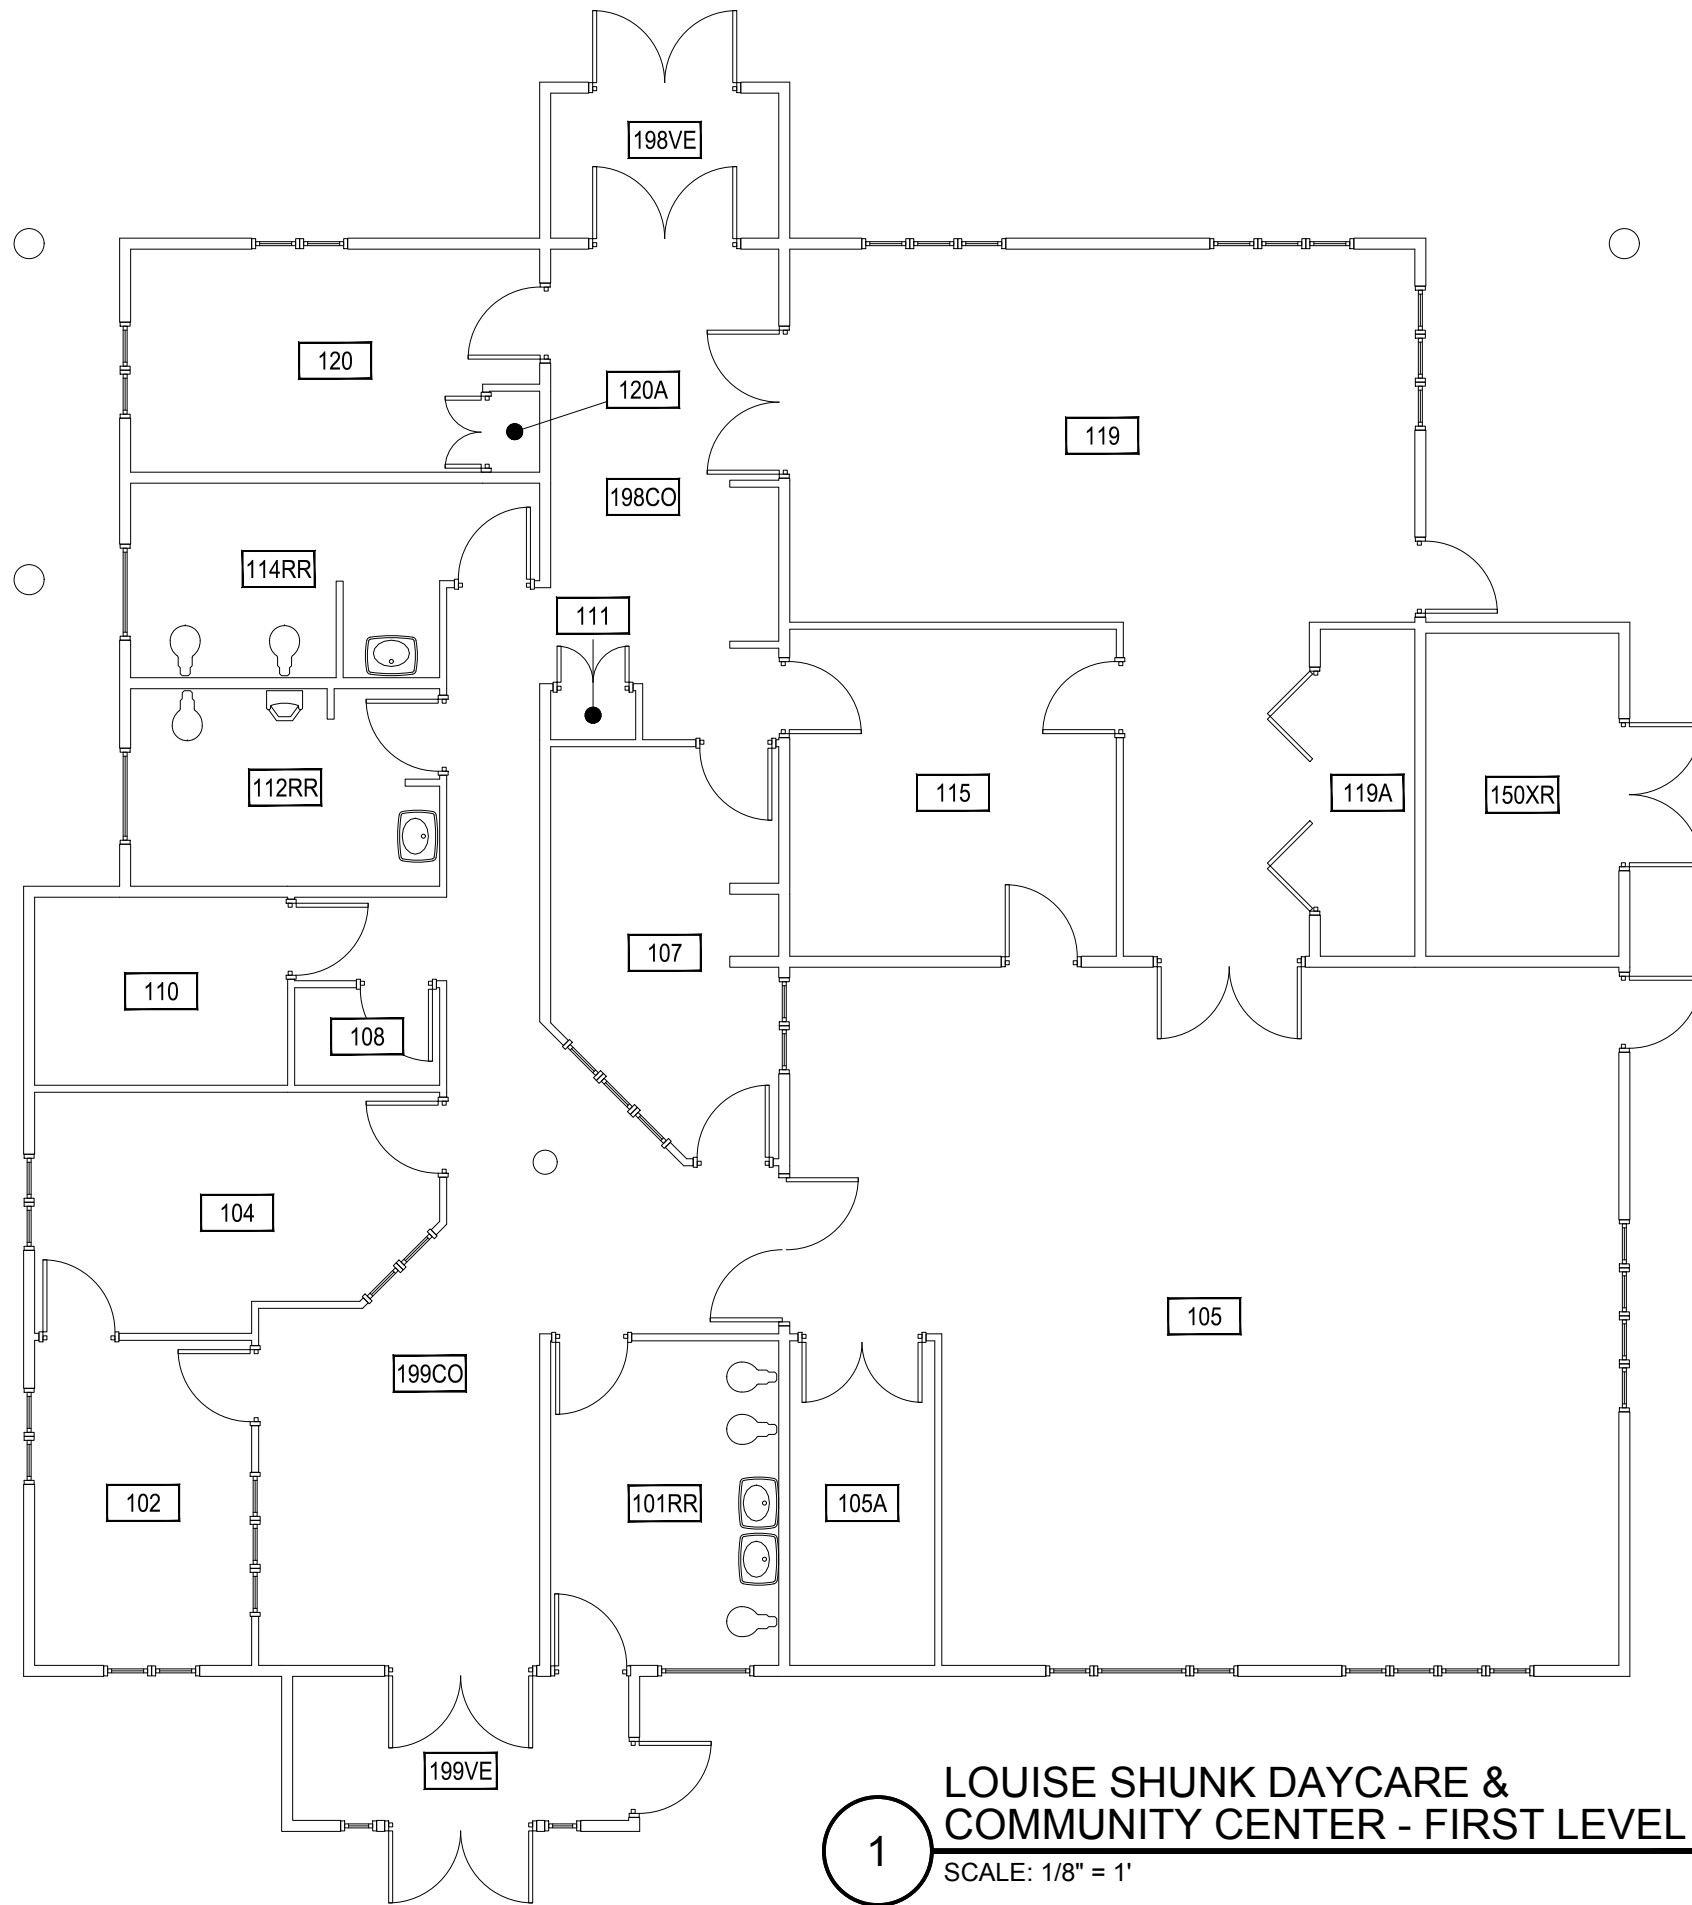 198VE
120
120A
119
198CO
114RR
111
112RR
115
119A
150XR
107
110
108
104
105
199CO
102
101RR
105A
199VE
1
LOUISE SHUNK DAYCARE &
COMMUNITY CENTER - FIRST LEVEL
SCALE: 1/8" = 1'